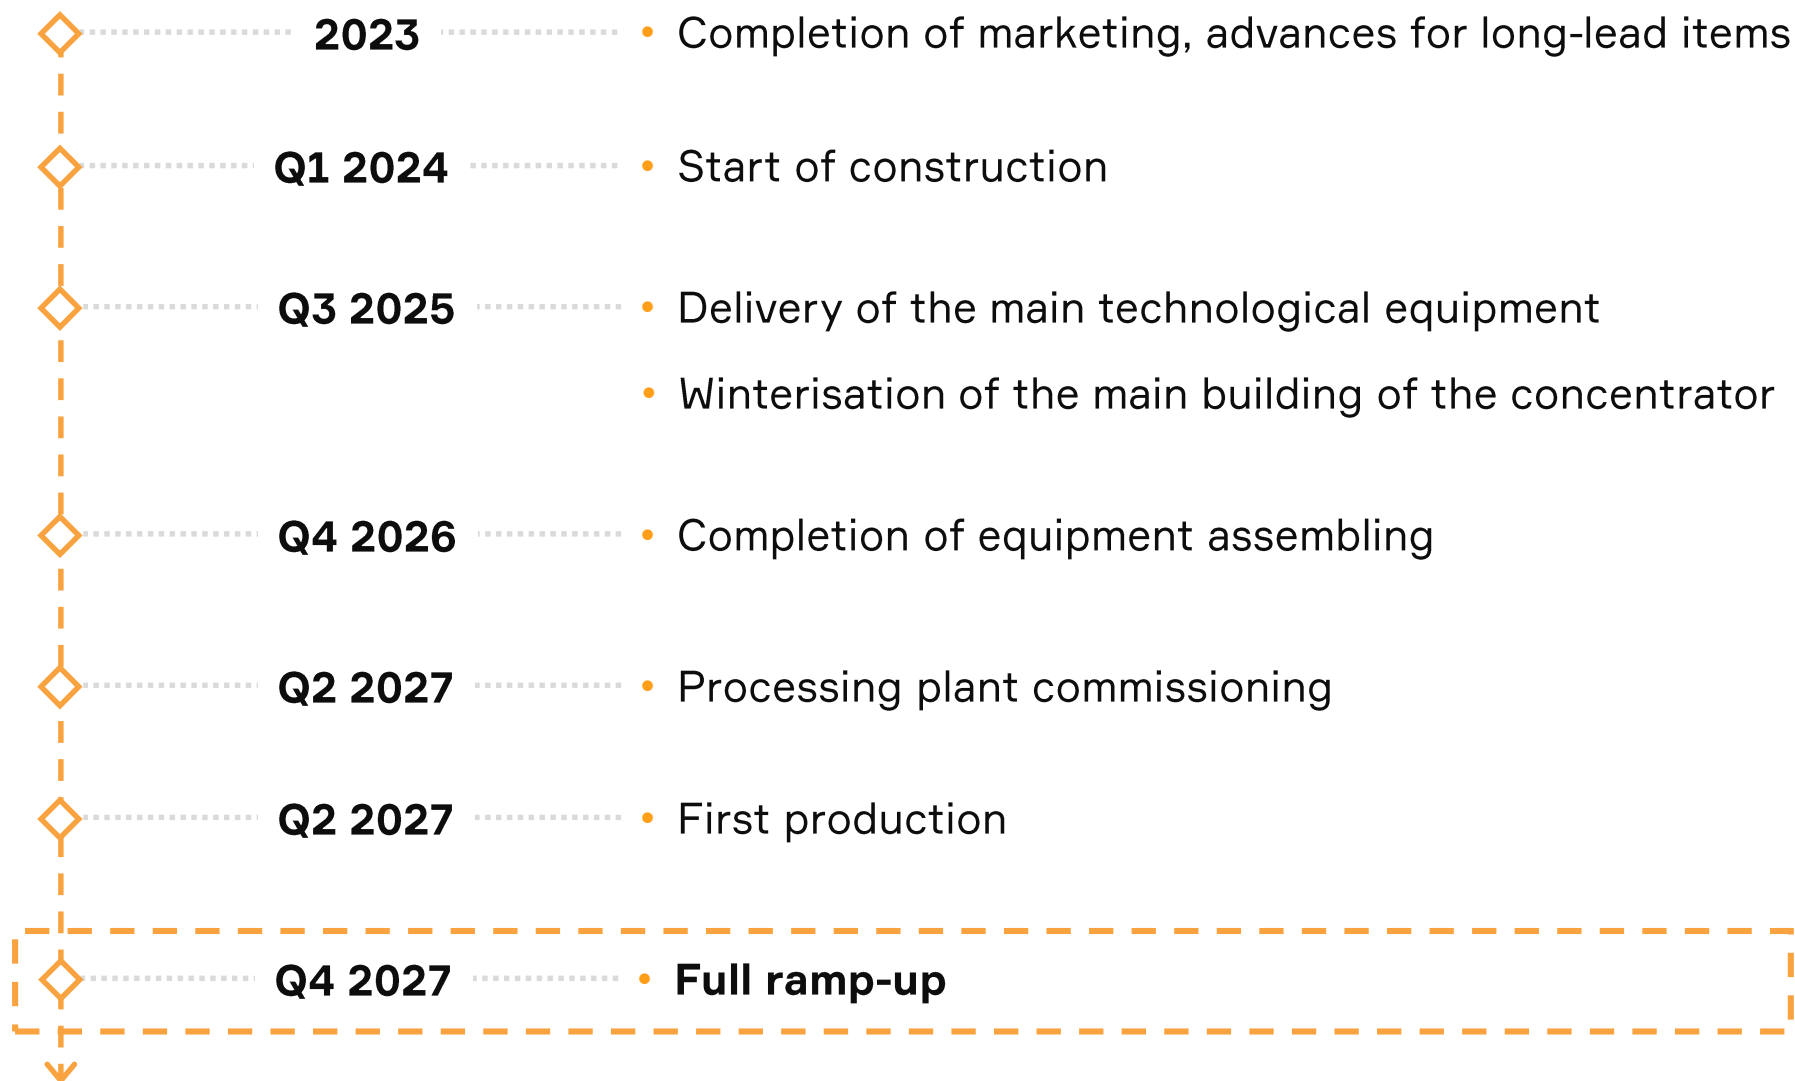 2023 • Completion of marketing, advances for long-lead items
Q1 2024 • Start of construction
Q3 2025 • Delivery of the main technological equipment
• Winterisation of the main building of the concentrator
Q4 2026 • Completion of equipment assembling
Q2 2027 • Processing plant commissioning
Q2 2027 • First production
Q4 2027 • Full ramp-up